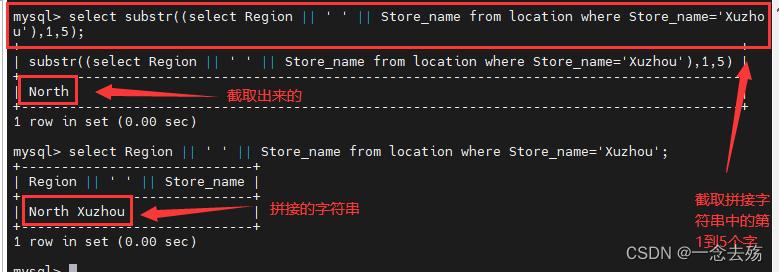 mysql> select substr((select Region || ' ' || Store_name from location where Store_name='Xuzho
u'),1,5);
+-----------------------------------------------------------------------------------------+
| substr((select Region || ' ' || Store_name from location where Store_name='Xuzhou'),1,5) |
+-----------------------------------------------------------------------------------------+
| North
截取出来的
+-----------------------------------------------------------------------------------------+
1 row in set (0.00 sec)
mysql> select Region || ' ' || Store_name from location where Store_name='Xuzhou';
+-----------------------------+
| Region || ' ' || Store_name |
+-----------------------------+
| North Xuzhou |
拼接的字符串
+-----------------------------+
1 row in set (0.00 sec)
截取拼接字
符串中的第
1到5个字
mysql>
CSDN @一念去殇